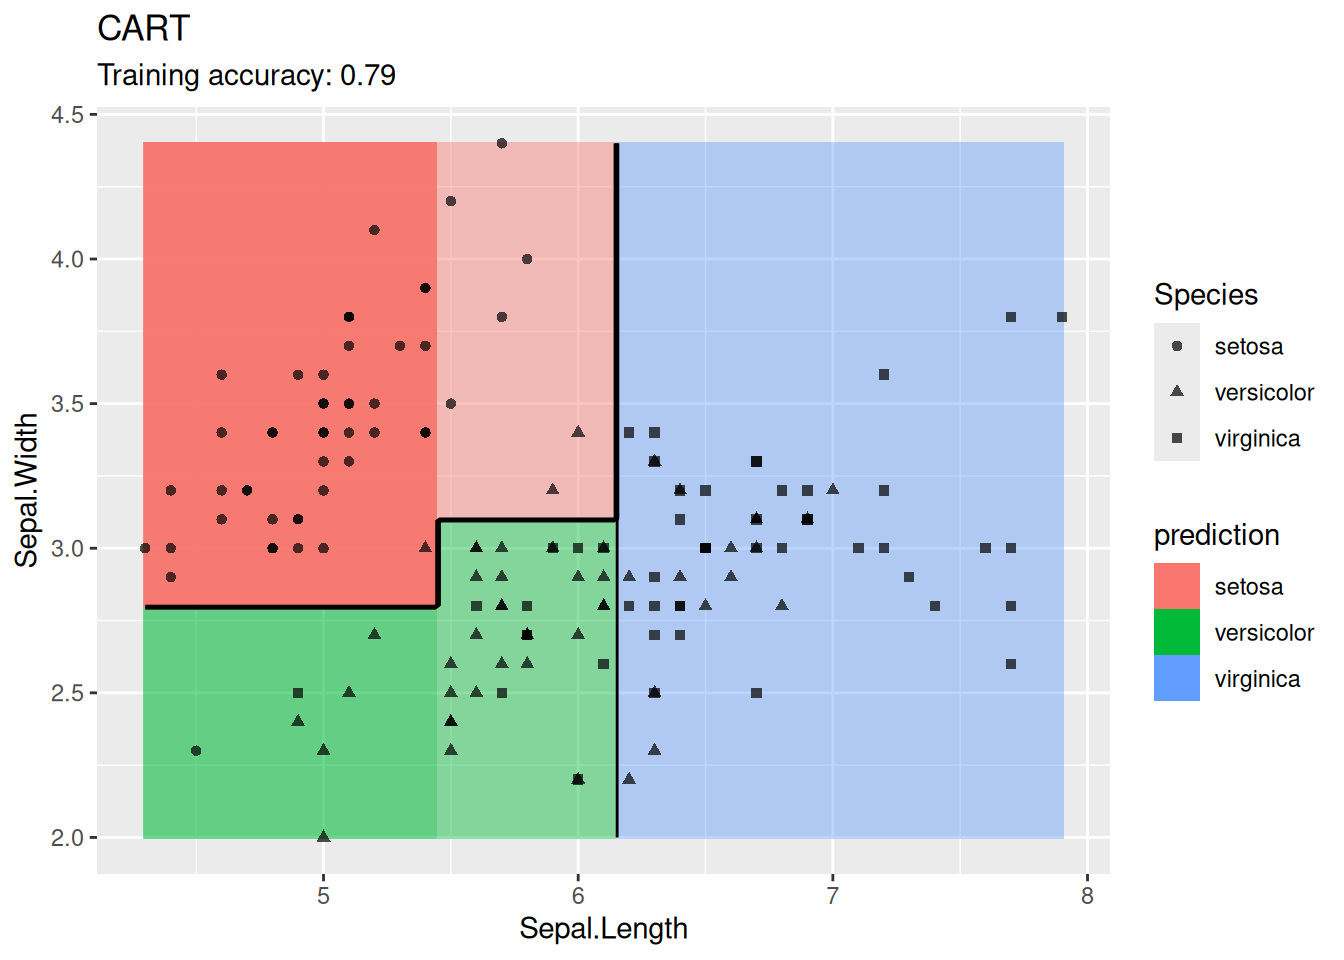 CART
Training accuracy: 0.79
4.5
4.0
3.5
3.0
2.5
2.0
Sepal.Width
5 6 7 8
Sepal.Length
Species
setosa
versicolor
virginica
prediction
setosa
versicolor
virginica